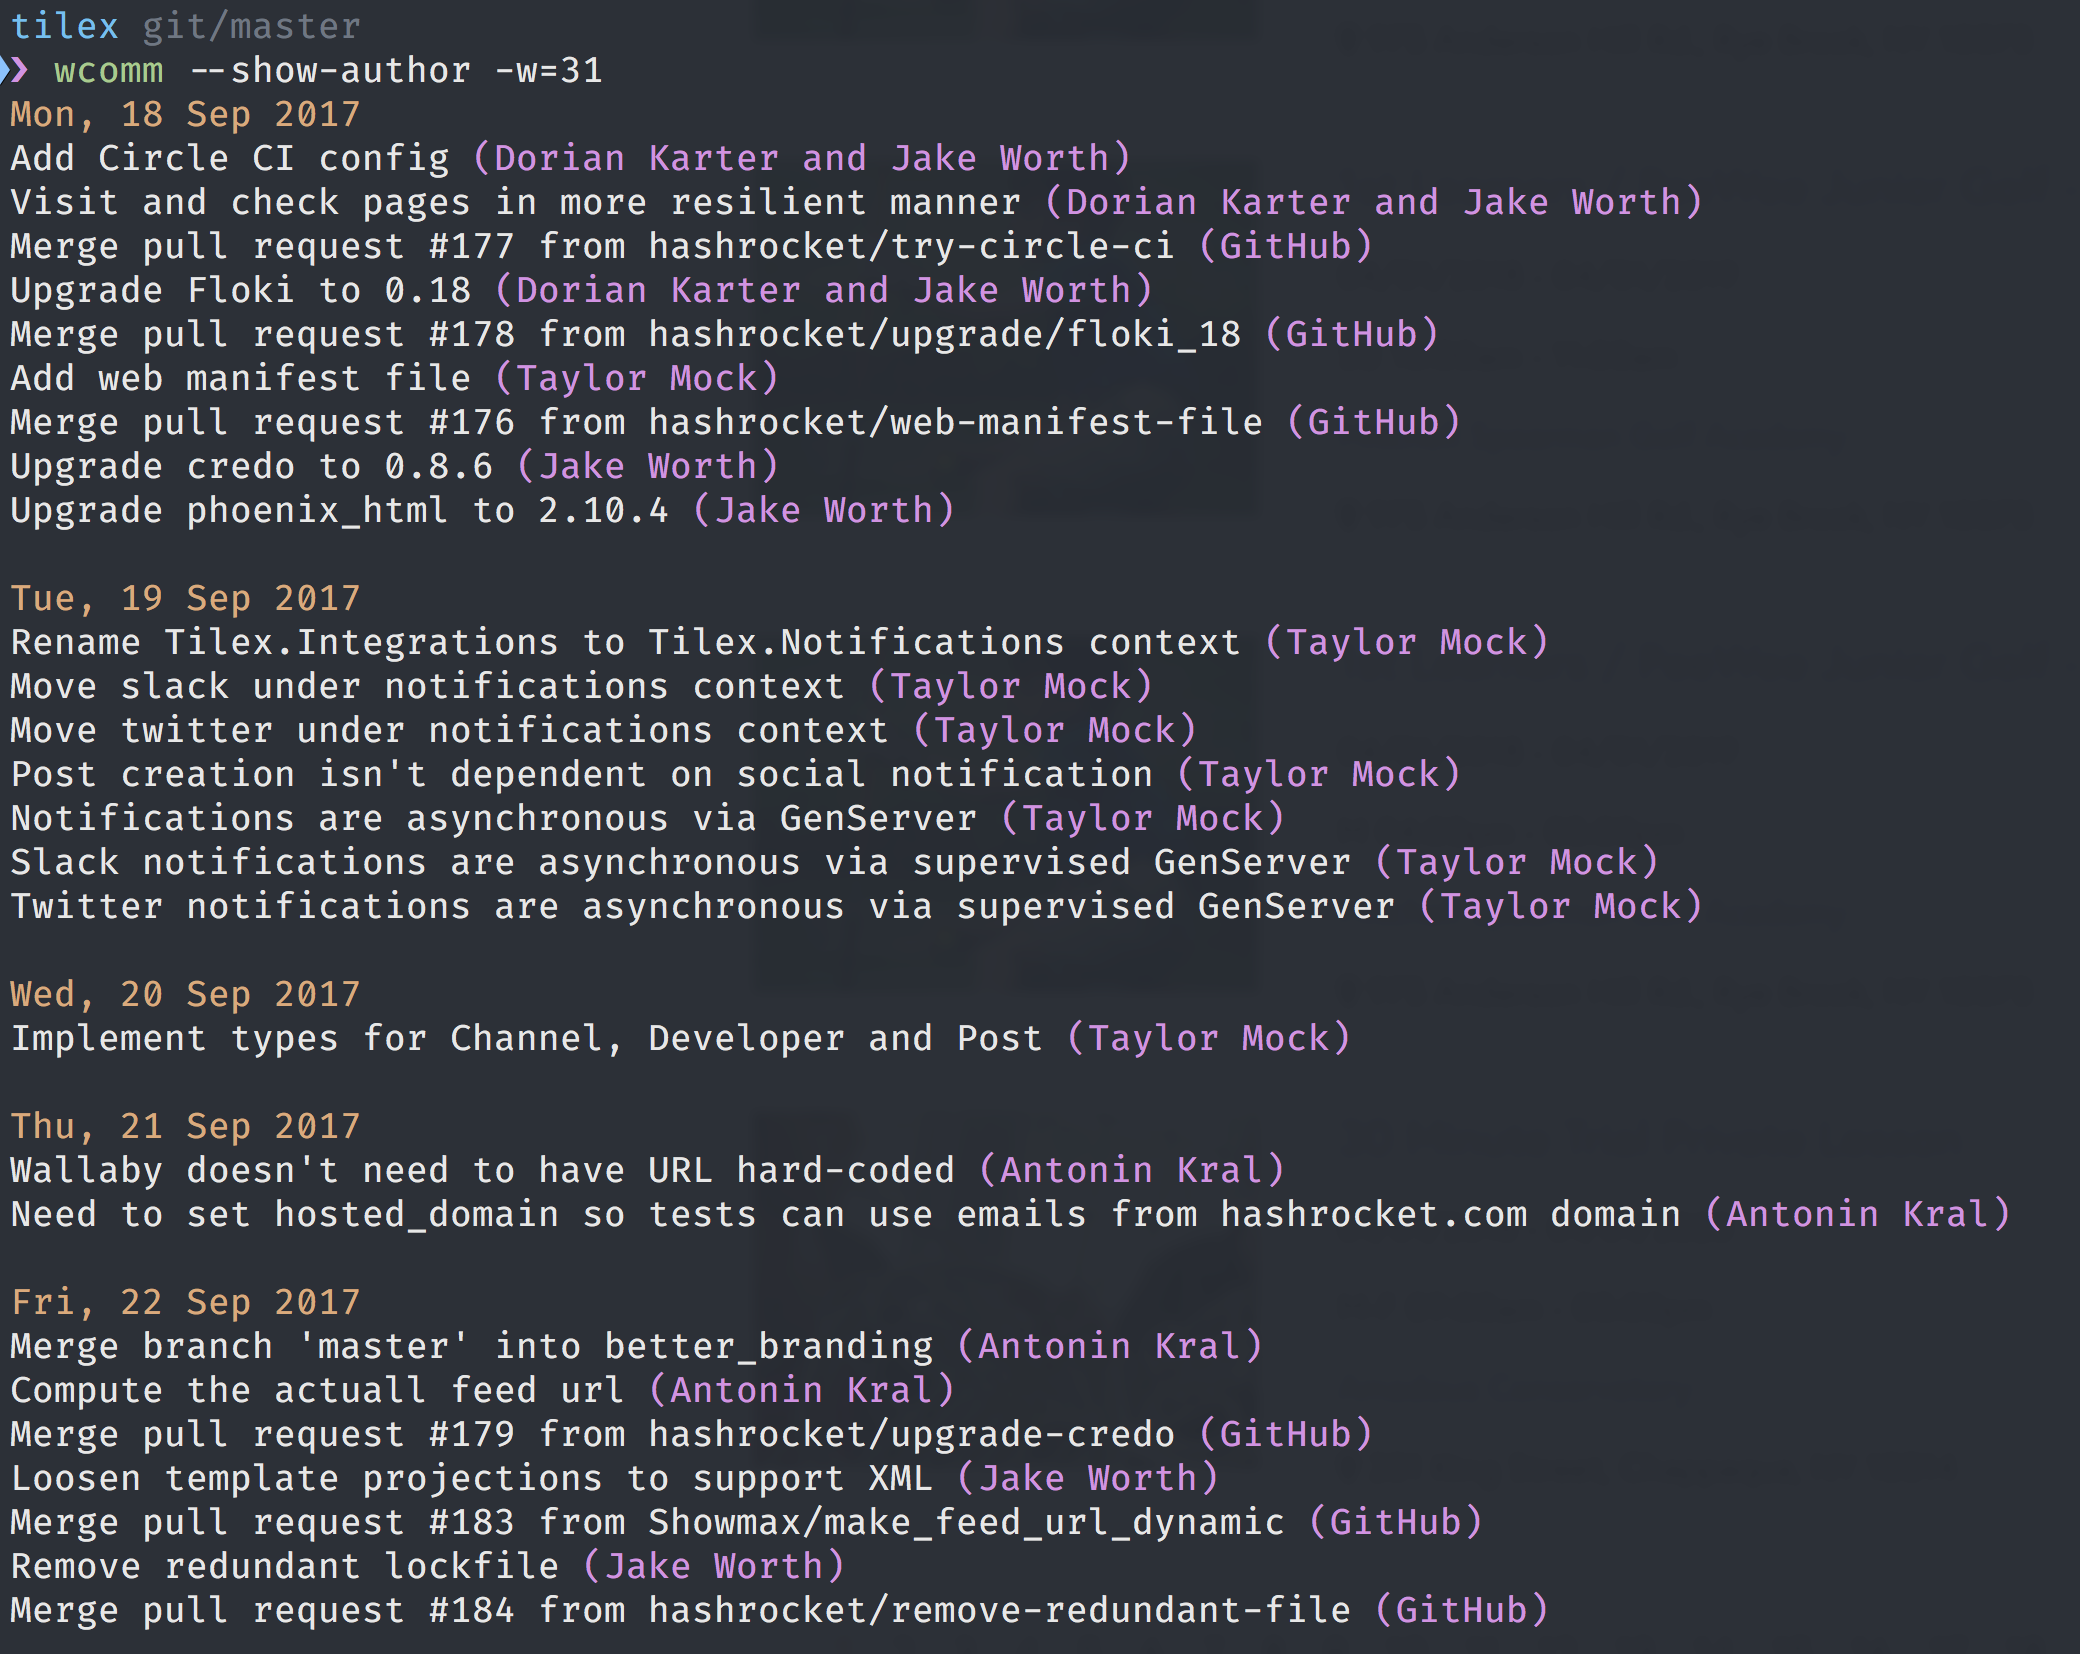 tilex git/master
❯ wcomm --show-author -w=31
Mon, 18 Sep 2017
Add Circle CI config (Dorian Karter and Jake Worth)
Visit and check pages in more resilient manner (Dorian Karter and Jake Worth)
Merge pull request #177 from hashrocket/try-circle-ci (GitHub)
Upgrade Floki to 0.18 (Dorian Karter and Jake Worth)
Merge pull request #178 from hashrocket/upgrade/floki_18 (GitHub)
Add web manifest file (Taylor Mock)
Merge pull request #176 from hashrocket/web-manifest-file (GitHub)
Upgrade credo to 0.8.6 (Jake Worth)
Upgrade phoenix_html to 2.10.4 (Jake Worth)
Tue, 19 Sep 2017
Rename Tilex.Integrations to Tilex.Notifications context (Taylor Mock)
Move slack under notifications context (Taylor Mock)
Move twitter under notifications context (Taylor Mock)
Post creation isn't dependent on social notification (Taylor Mock)
Notifications are asynchronous via GenServer (Taylor Mock)
Slack notifications are asynchronous via supervised GenServer (Taylor Mock)
Twitter notifications are asynchronous via supervised GenServer (Taylor Mock)
Wed, 20 Sep 2017
Implement types for Channel, Developer and Post (Taylor Mock)
Thu, 21 Sep 2017
Wallaby doesn't need to have URL hard-coded (Antonin Kral)
Need to set hosted_domain so tests can use emails from hashrocket.com domain (Antonin Kral)
Fri, 22 Sep 2017
Merge branch 'master' into better_branding (Antonin Kral)
Compute the actuall feed url (Antonin Kral)
Merge pull request #179 from hashrocket/upgrade-credo (GitHub)
Loosen template projections to support XML (Jake Worth)
Merge pull request #183 from Showmax/make_feed_url_dynamic (GitHub)
Remove redundant lockfile (Jake Worth)
Merge pull request #184 from hashrocket/remove-redundant-file (GitHub)